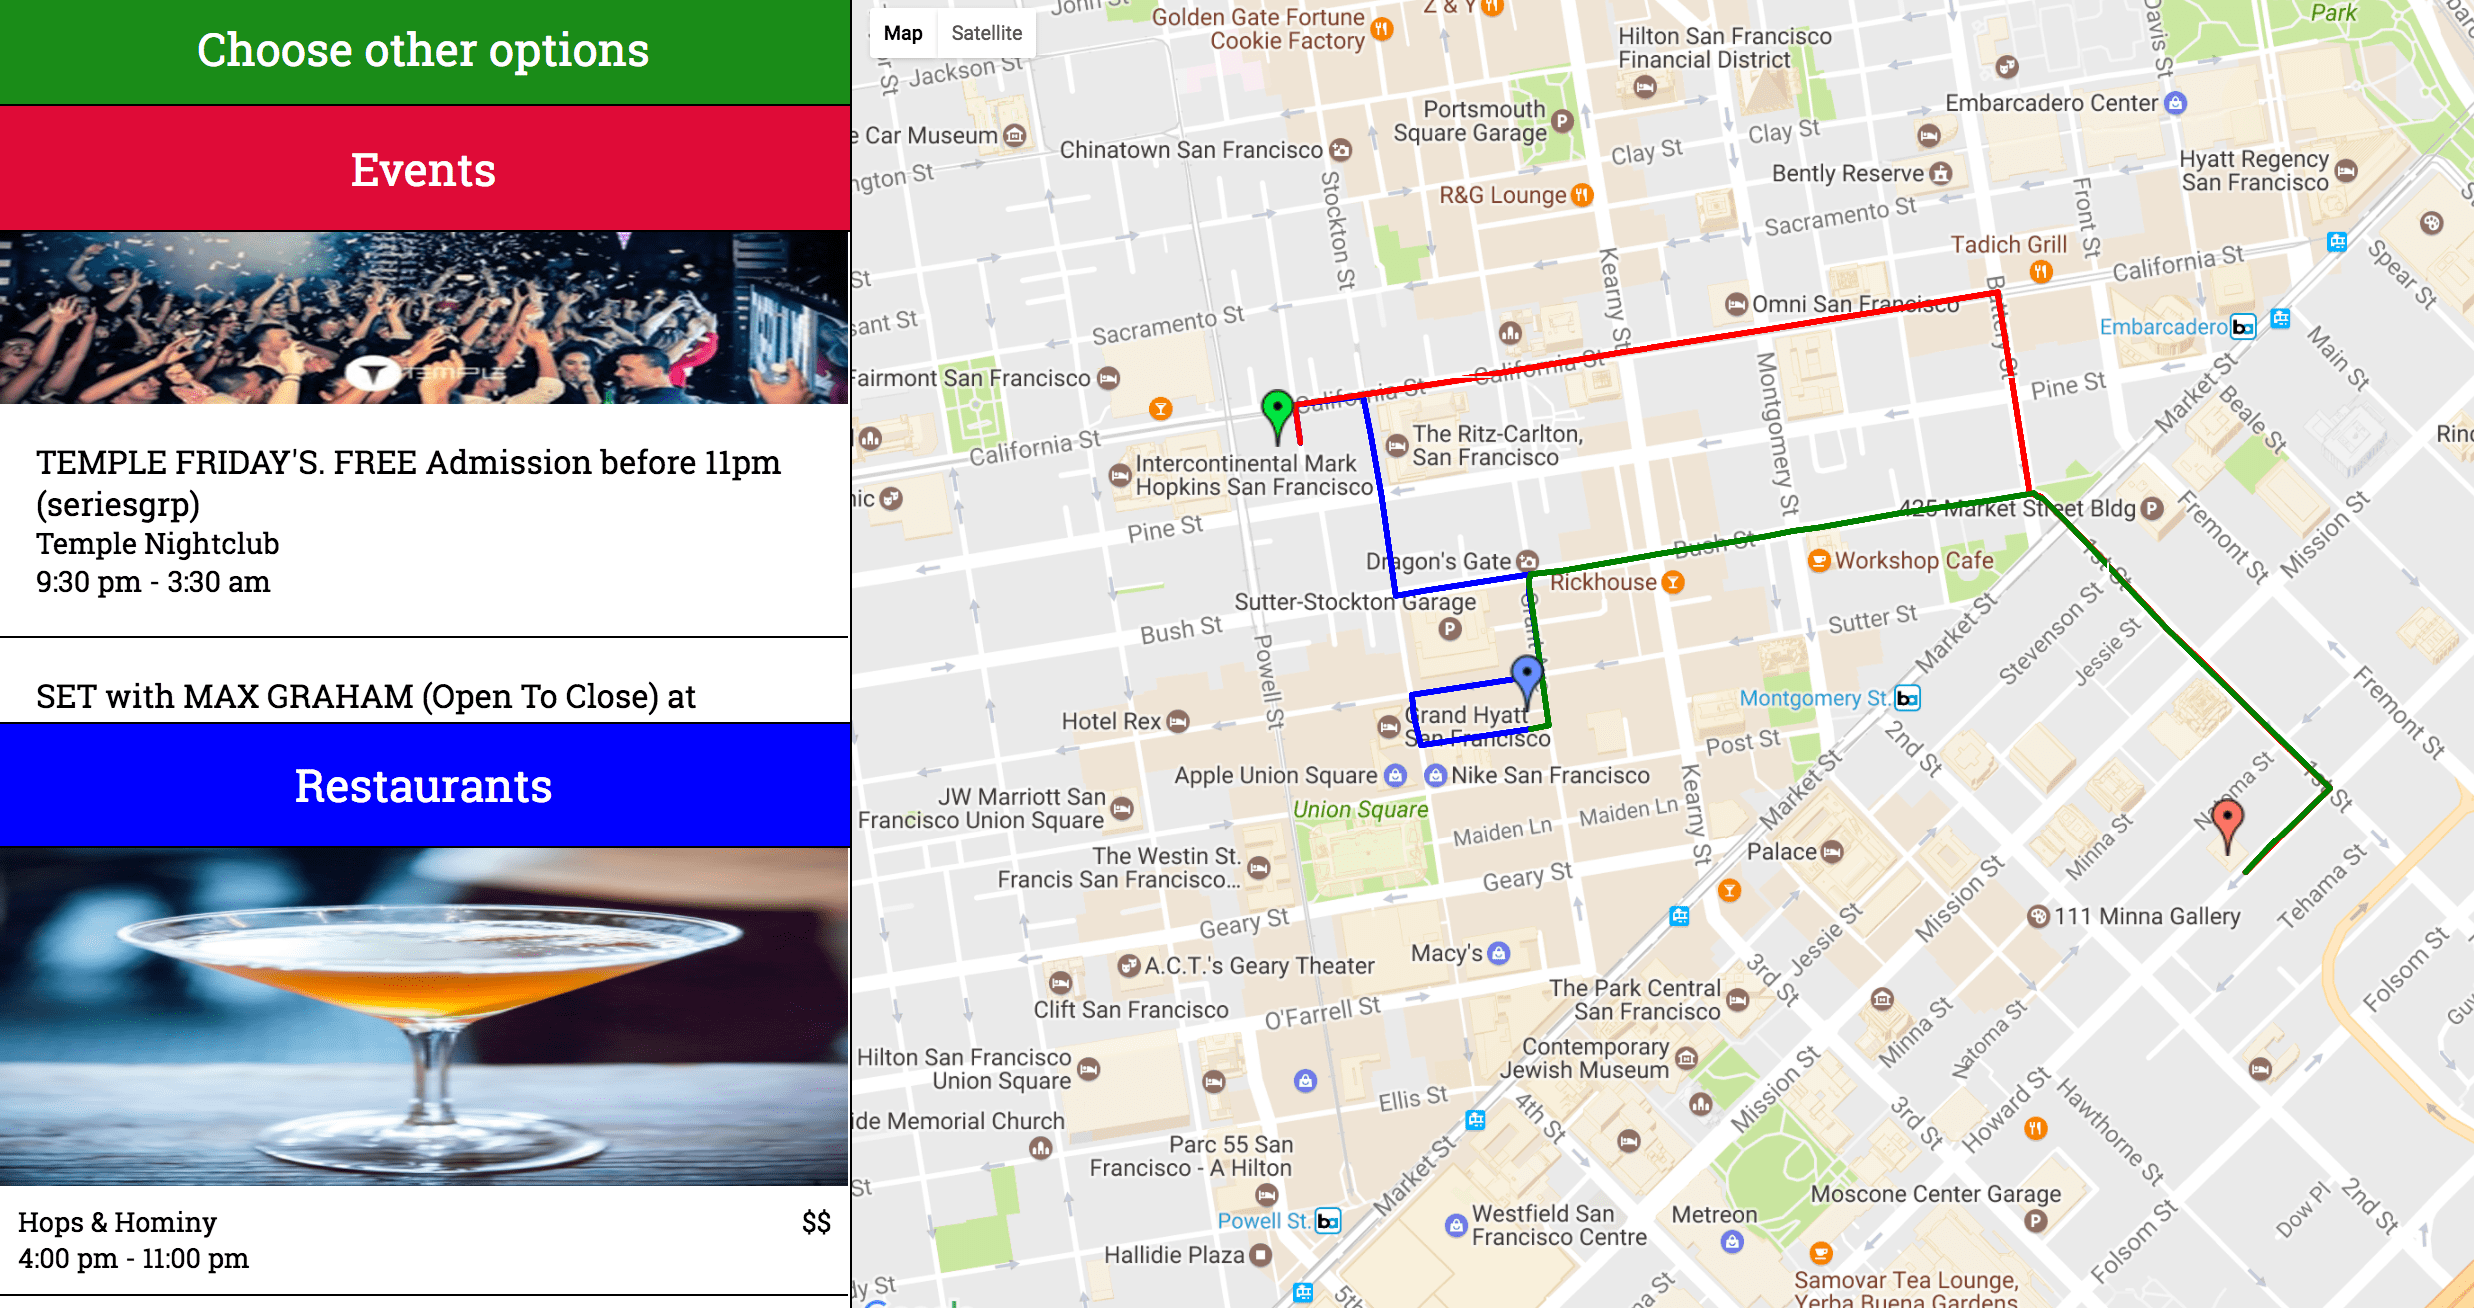 Choose other options
Events
TEMPLE
TEMPLE FRIDAY'S. FREE Admission before 11pm
(seriesgrp)
Temple Nightclub
9:30 pm - 3:30 am
SET with MAX GRAHAM (Open To Close) at
Restaurants
Hops & Hominy
$$
4:00 pm - 11:00 pm
Map
Satellite
Golden Gate Fortune
Cookie Factory
Z & Y
Hilton San Francisco
Financial District
Davis St
Park
Jackson St
Portsmouth
Square Garage
Embarcadero Center
e Car Museum
Chinatown San Francisco
Clay St
Clay St
Bently Reserve
Hyatt Regency
San Francisco
ngton St
Stockton St
R&G Lounge
Sacramento St
Front St
Tadich Grill
California St
Spear St
Kearny St
Battery St
Omni San Francisco
Embarcadero
Main St
sant St
Sacramento St
Fairmont San Francisco
California St
California St
Montgomery St
Pine St
Market St
Beale St
California St
The Ritz-Carlton,
San Francisco
Intercontinental Mark
Hopkins San Francisco
nic
Pine St
425 Market Street Bldg
Fremont St
Mission St
Dragon's Gate
Bush St
Rickhouse
Workshop Cafe
1st St
Sutter-Stockton Garage
Bush St
Sutter St
Market St
Stevenson St
Jessie St
Powell St
Hotel Rex
Grand Hyatt
San Francisco
Montgomery St.
Fremont St
Post St
2nd St
Apple Union Square
Nike San Francisco
Market St
Natoma St
1st St
JW Marriott San
Francisco Union Square
Union Square
Maiden Ln
Maiden Ln
Kearny St
Palace
Minna St
Tehama St
The Westin St.
Francis San Francisco...
Geary St
Geary St
Mission St
111 Minna Gallery
Jessie St
Folsom St
Macy's
A.C.T.'s Geary Theater
3rd St
Clift San Francisco
O'Farrell St
The Park Central
San Francisco
Minna St
Natoma St
Hilton San Francisco
Union Square
Contemporary
Jewish Museum
Mission St
Howard St
Hawthorne St
Ellis St
4th St
3rd St
ide Memorial Church
Parc 55 San
Francisco - A Hilton
Market St
Moscone Center Garage
Dow Pl
2nd St
Powell St.
Westfield San
Francisco Centre
Metreon
Folsom St
Hallidie Plaza
Samovar Tea Lounge,
Yerba Buena Gardens
5th